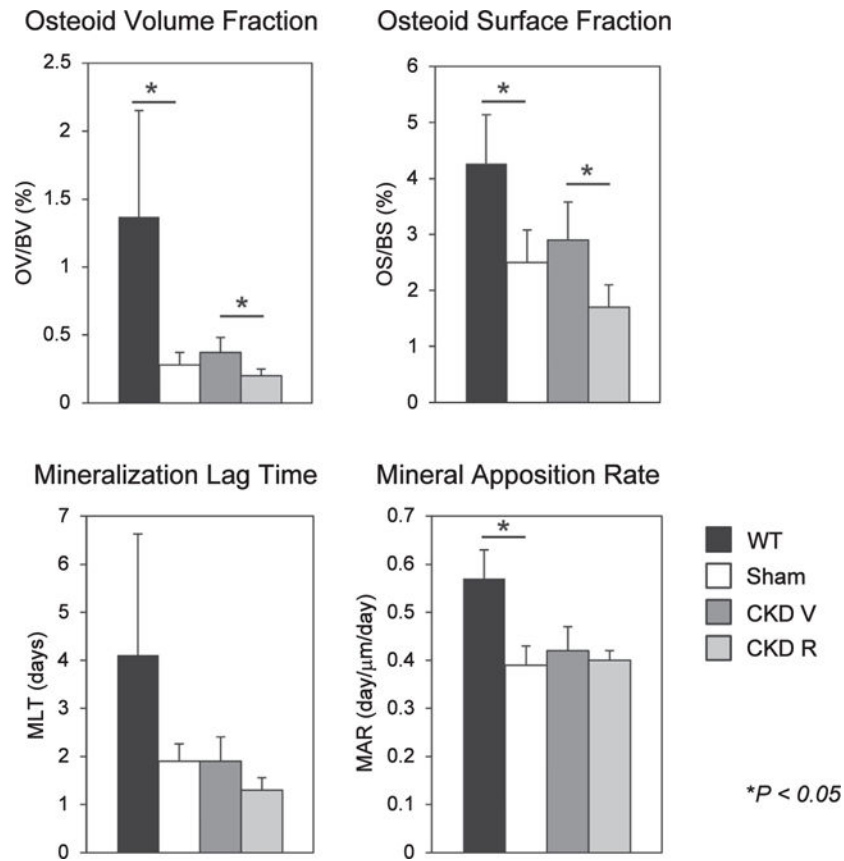 Osteoid Volume Fraction
2.5
2
1.5
1
0.5
0
OV/BV (%)
*
*
Osteoid Surface Fraction
6
5
4
3
2
1
0
OS/BS (%)
*
*
Mineralization Lag Time
7
6
5
4
3
2
1
0
MLT (days)
Mineral Apposition Rate
0.7
0.6
0.5
0.4
0.3
0.2
0.1
0
MAR (day/μm/day)
*
WT
Sham
CKD V
CKD R
*P < 0.05